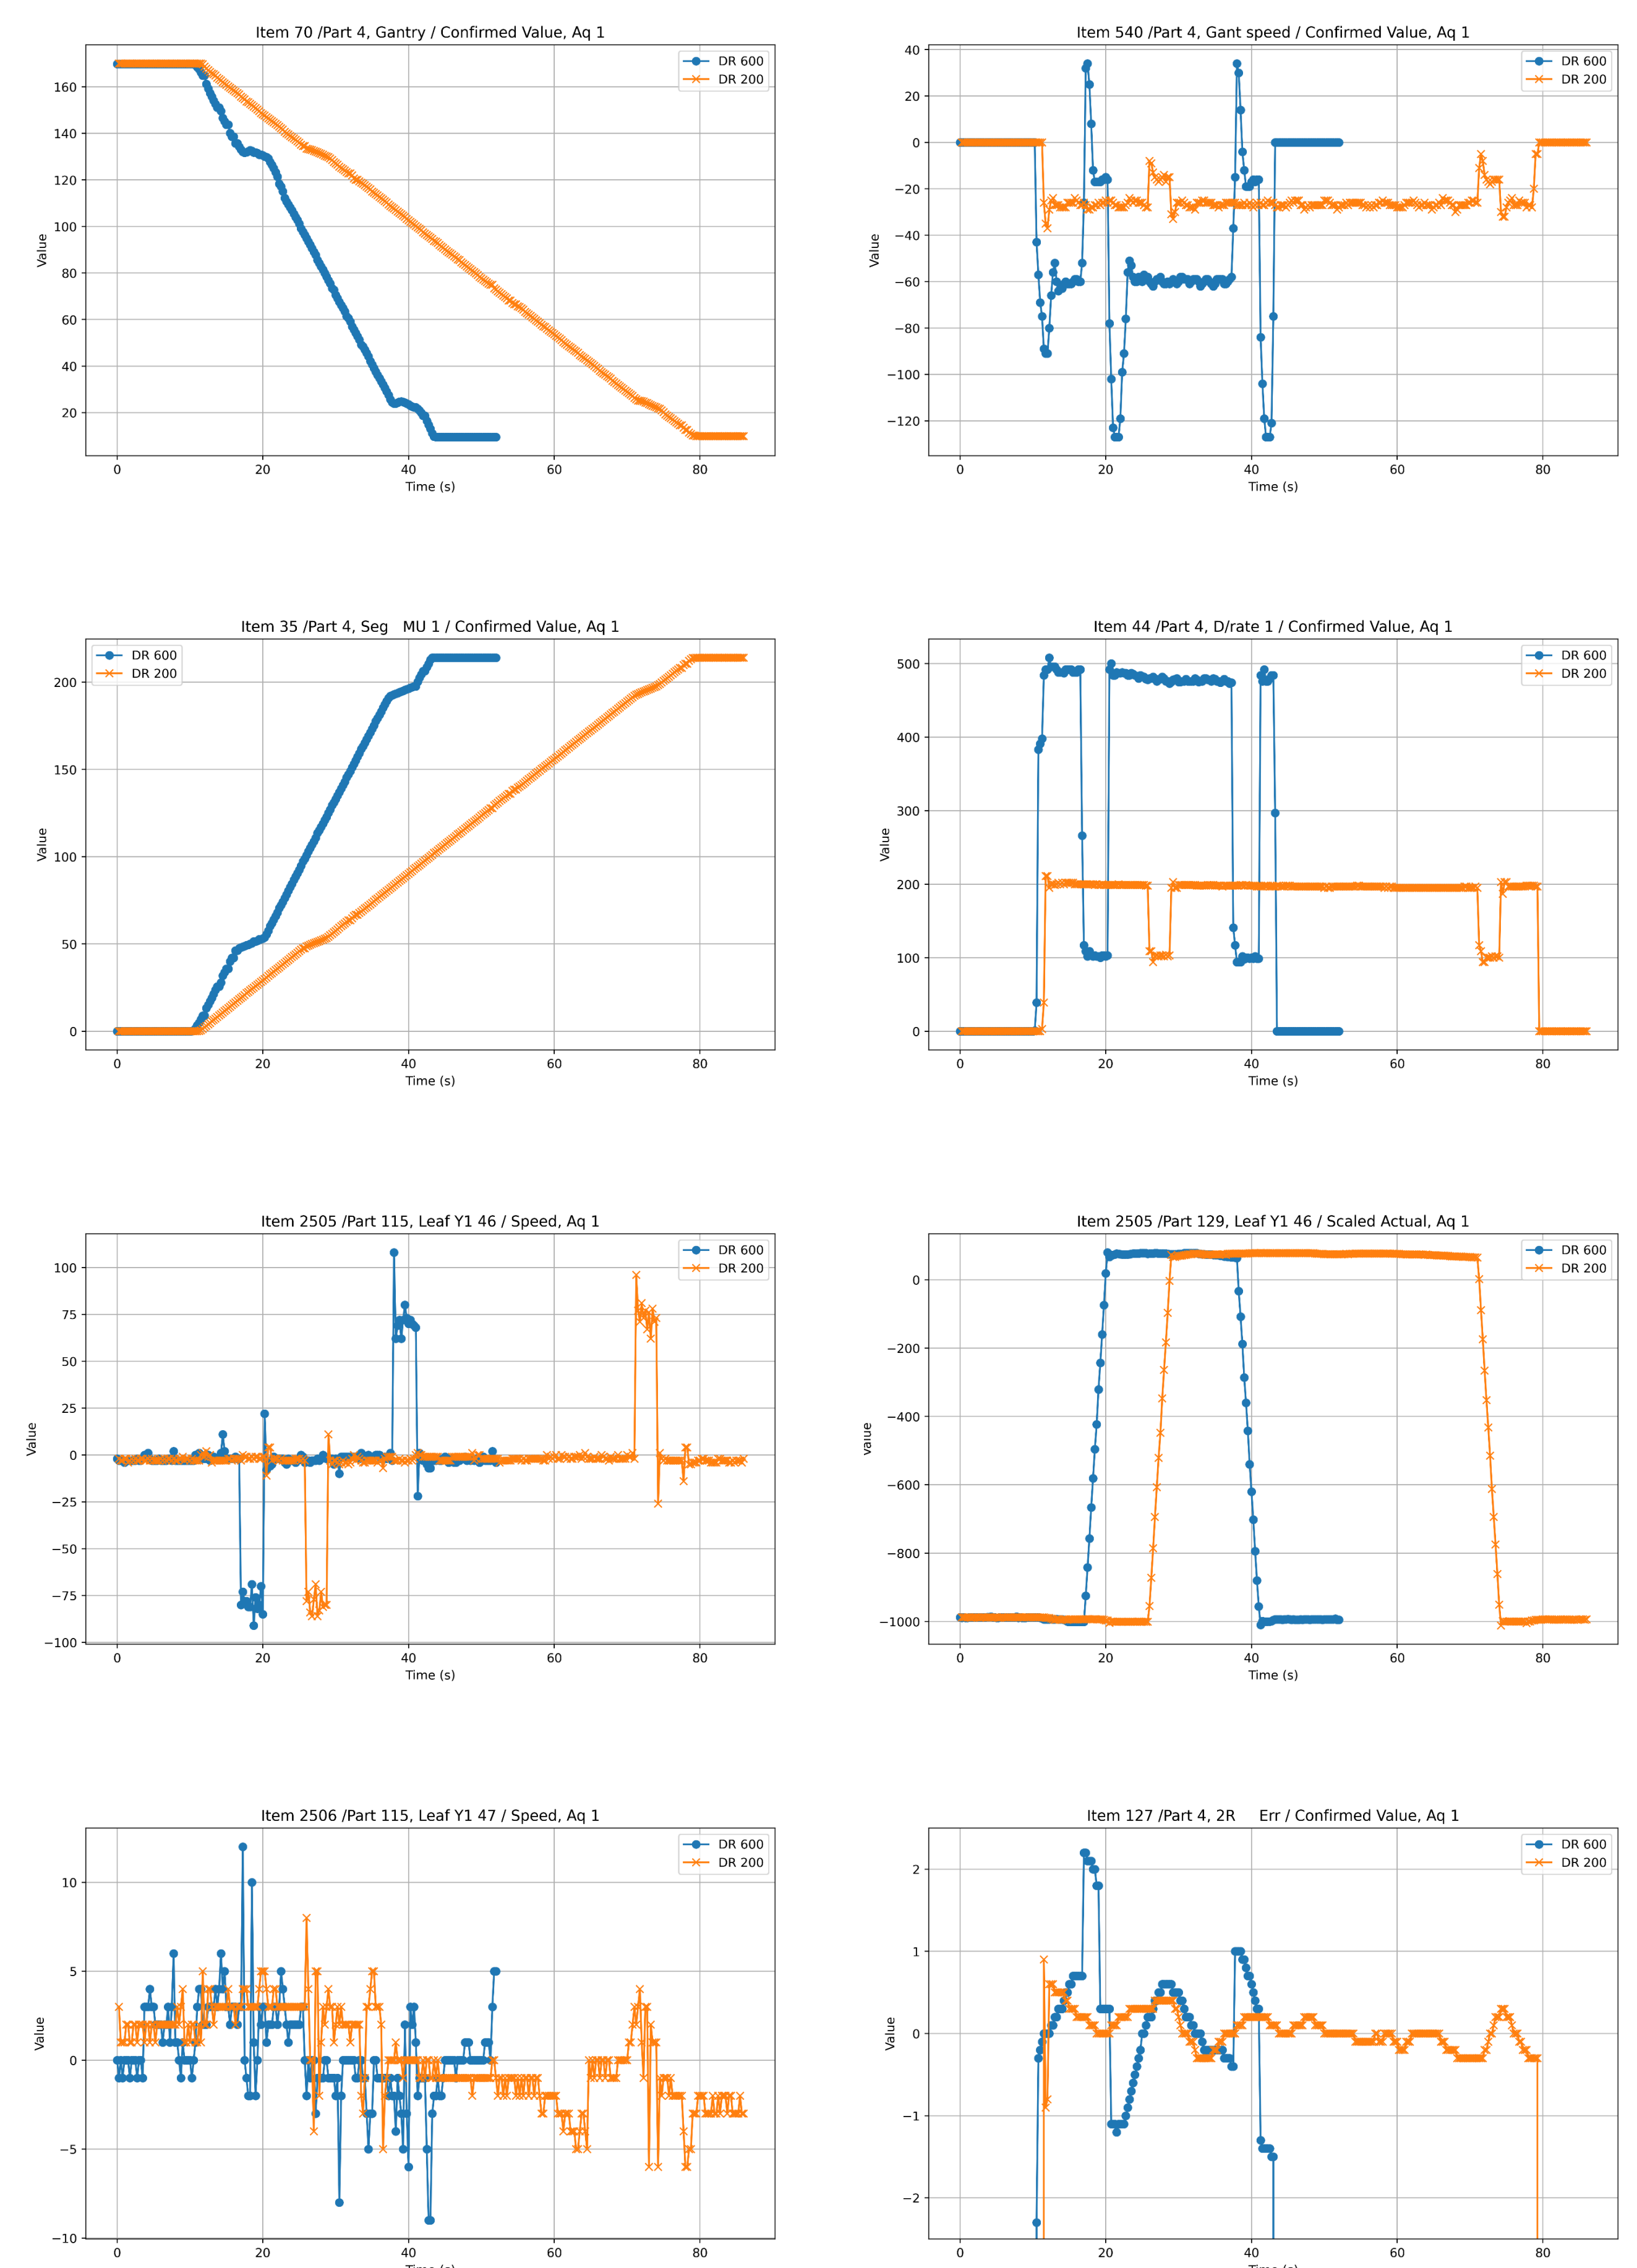 Item 70 /Part 4, Gantry / Confirmed Value, Aq 1
DR 600
DR 200
160
140
120
100
80
60
40
20
Value
0 20 40 60 80
Time (s)
Item 540 /Part 4, Gant speed / Confirmed Value, Aq 1
DR 600
DR 200
40
20
0
−20
−40
−60
−80
−100
−120
Value
0 20 40 60 80
Time (s)
Item 35 /Part 4, Seg   MU 1 / Confirmed Value, Aq 1
DR 600
DR 200
200
150
100
50
0
Value
0 20 40 60 80
Time (s)
Item 44 /Part 4, D/rate 1 / Confirmed Value, Aq 1
DR 600
DR 200
500
400
300
200
100
0
Value
0 20 40 60 80
Time (s)
Item 2505 /Part 115, Leaf Y1 46 / Speed, Aq 1
DR 600
DR 200
100
75
50
25
0
−25
−50
−75
−100
Value
0 20 40 60 80
Time (s)
Item 2505 /Part 129, Leaf Y1 46 / Scaled Actual, Aq 1
DR 600
DR 200
0
−200
−400
−600
−800
−1000
Value
0 20 40 60 80
Time (s)
Item 2506 /Part 115, Leaf Y1 47 / Speed, Aq 1
DR 600
DR 200
10
5
0
−5
−10
Value
0 20 40 60 80
Time (s)
Item 127 /Part 4, 2R     Err / Confirmed Value, Aq 1
DR 600
DR 200
2
1
0
−1
−2
Value
0 20 40 60 80
Time (s)